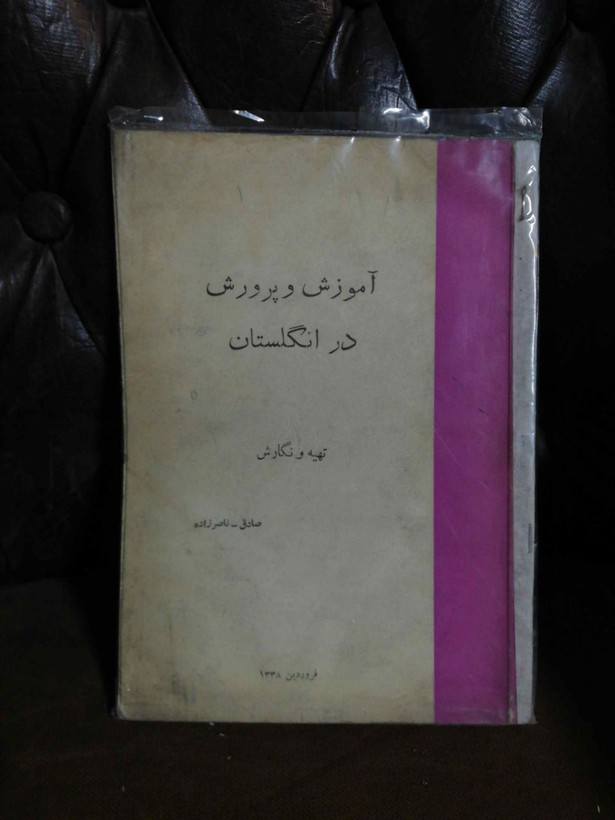 آموزش و پرورش
در انگلستان
تهیه و نگارش
صادق - ناصرزاده
فروردین ۱۳۳۸